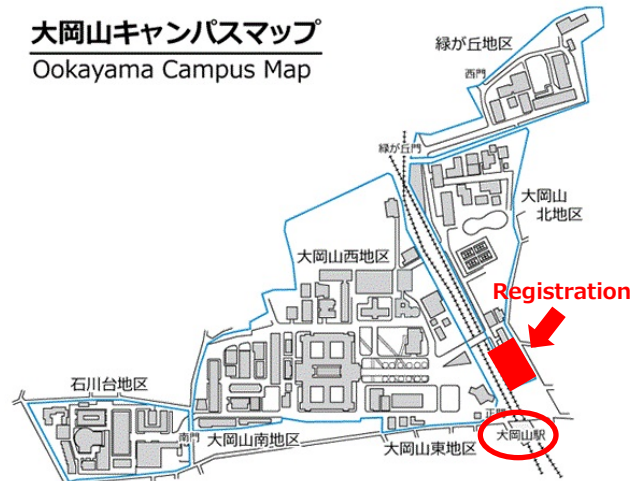 大岡山キャンパスマップ
Ookayama Campus Map
緑が丘地区
西門
緑が丘門
大岡山
北地区
大岡山西地区
Registration
石川台地区
南門
大岡山南地区
大岡山東地区
正門
大岡山駅